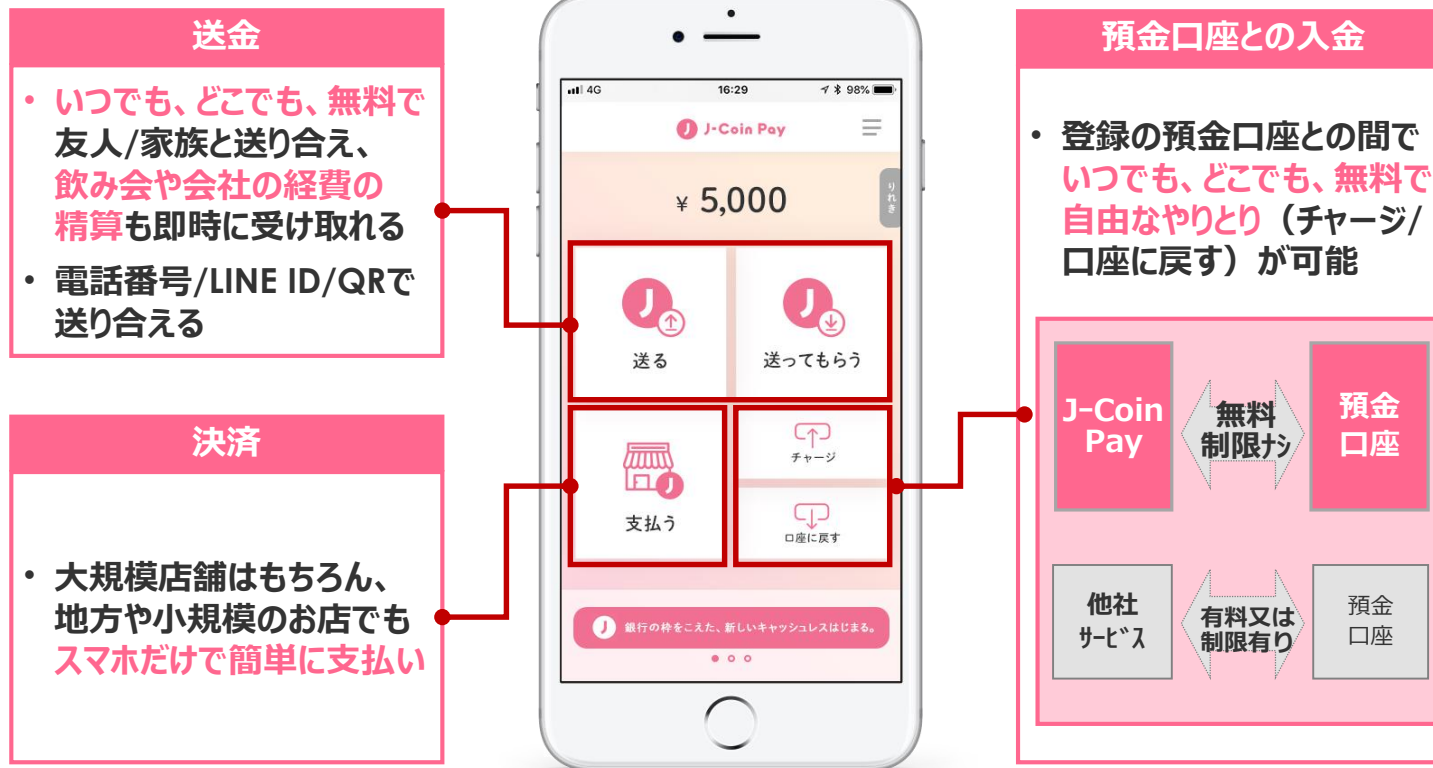 送金
• いつでも、どこでも、無料で
友人/家族と送り合え、
飲み会や会社の経費の
精算も即時に受け取れる
• 電話番号/LINE ID/QRで
送り合える
決済
• 大規模店舗はもちろん、
地方や小規模のお店でも
スマホだけで簡単に支払い
4G 16:29 98%
J J-Coin Pay
¥ 5,000
りれき
J
送る
J
送ってもらう
J
支払う
チャージ
口座に戻す
J 銀行の枠をこえた、新しいキャッシュレスはじまる。
預金口座との入金
• 登録の預金口座との間で
いつでも、どこでも、無料で
自由なやりとり（チャージ/
口座に戻す）が可能
J-Coin
Pay
無料
制限ナシ
預金
口座
他社
サービス
有料又は
制限有り
預金
口座